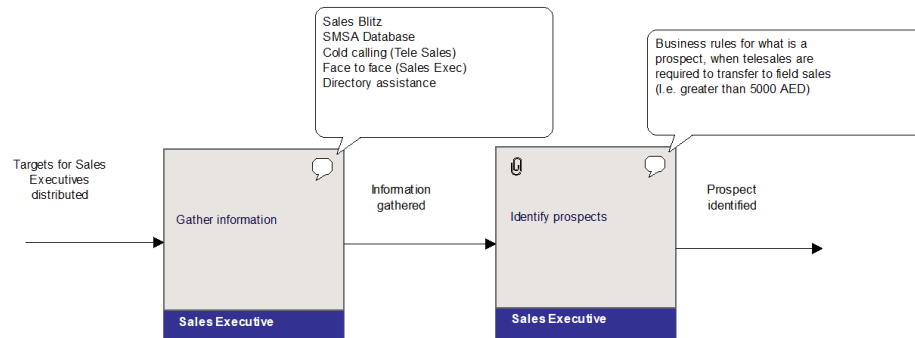 Sales Blitz
SMSA Database
Cold calling (Tele Sales)
Face to face (Sales Exec)
Directory assistance
Business rules for what is a
prospect, when telesales are
required to transfer to field sales
(I.e. greater than 5000 AED)
Targets for Sales
Executives
distributed
Gather information
Sales Executive
Information
gathered
Identify prospects
Sales Executive
Prospect
identified